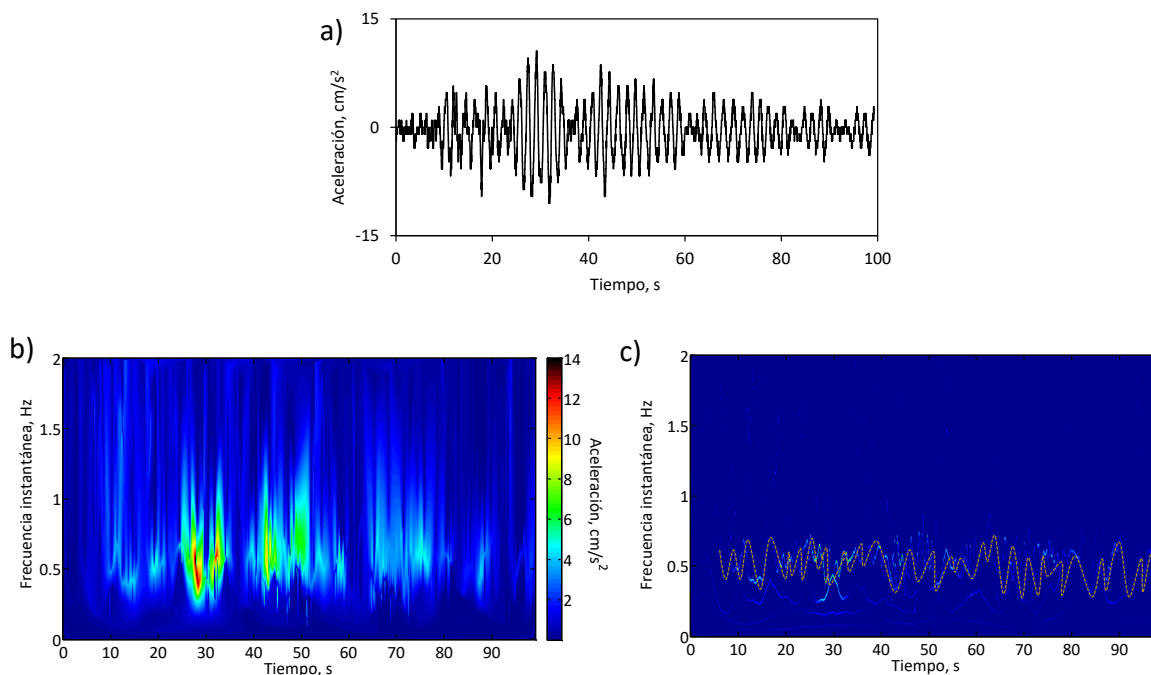 a)
15
0
-15
Aceleración, cm/s²
0 20 40 60 80 100
Tiempo, s
b)
2
1.5
1
0.5
0
Frecuencia instantánea, Hz
0 10 20 30 40 50 60 70 80 90
Tiempo, s
14
12
10
8
6
4
2
Aceleración, cm/s²
c)
2
1.5
1
0.5
0
Frecuencia instantánea, Hz
0 10 20 30 40 50 60 70 80 90
Tiempo, s